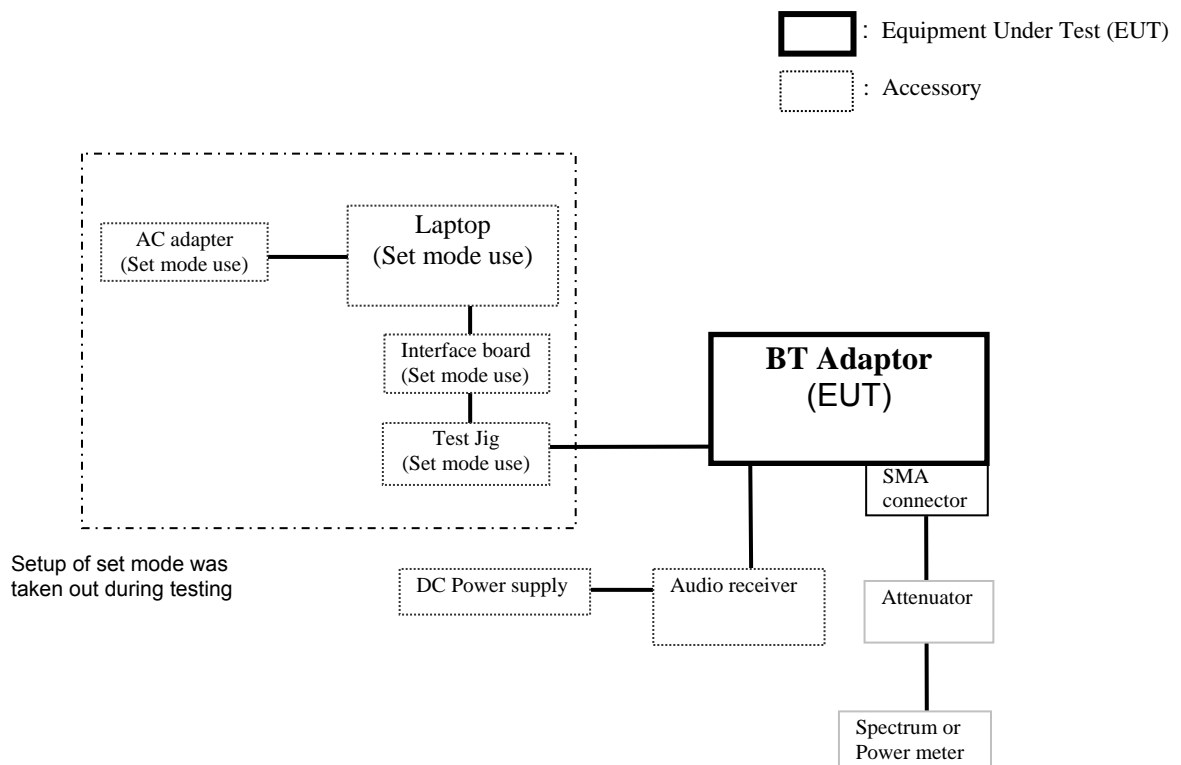 : Equipment Under Test (EUT)
: Accessory
Laptop
(Set mode use)
AC adapter
(Set mode use)
Interface board
(Set mode use)
BT Adaptor
(EUT)
Test Jig
(Set mode use)
SMA
connector
Setup of set mode was
taken out during testing
DC Power supply
Audio receiver
Attenuator
Spectrum or
Power meter